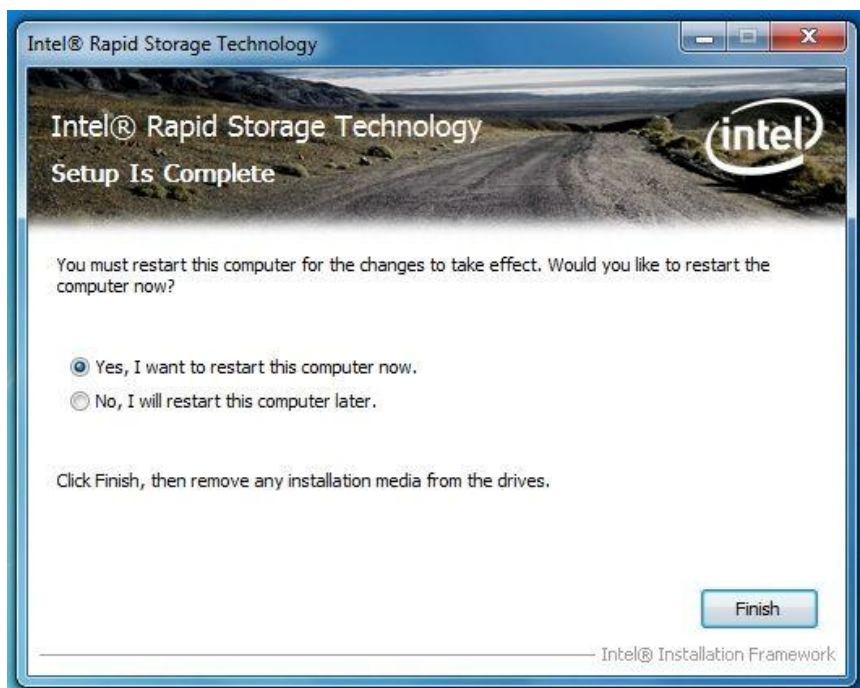 Intel® Rapid Storage Technology
Intel® Rapid Storage Technology
Setup Is Complete
intel
You must restart this computer for the changes to take effect. Would you like to restart the
computer now?
Yes, I want to restart this computer now.
No, I will restart this computer later.
Click Finish, then remove any installation media from the drives.
Finish
Intel® Installation Framework